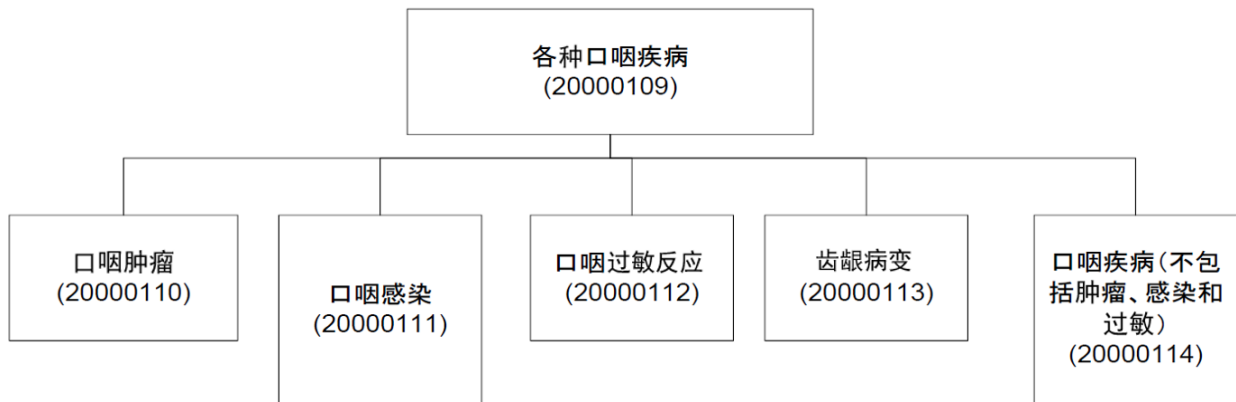 各种口咽疾病
(20000109)
口咽肿瘤
(20000110)
口咽感染
(20000111)
口咽过敏反应
(20000112)
齿龈病变
(20000113)
口咽疾病(不包
括肿瘤、感染和
过敏)
(20000114)